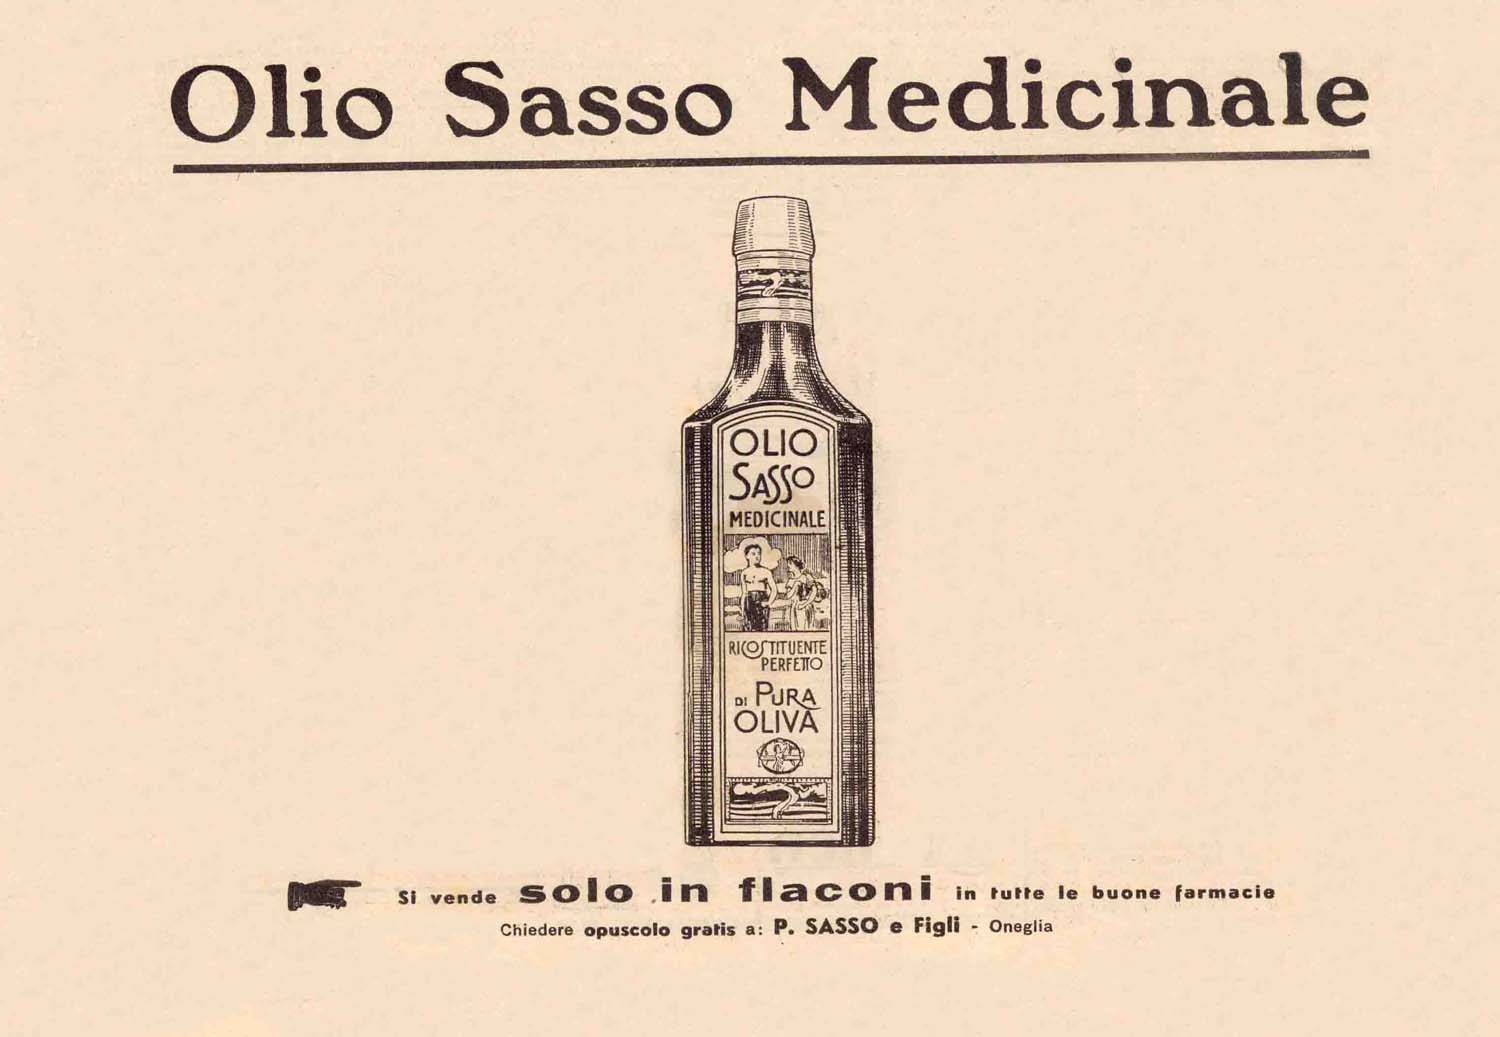 Olio Sasso Medicinale
OLIO
SASSO
MEDICINALE
RICOSTITUENTE
PERFETTO
DI PURA
OLIVA
Si vende solo in flaconi in tutte le buone farmacie
Chiedere opuscolo gratis a: P. SASSO e Figli - Oneglia